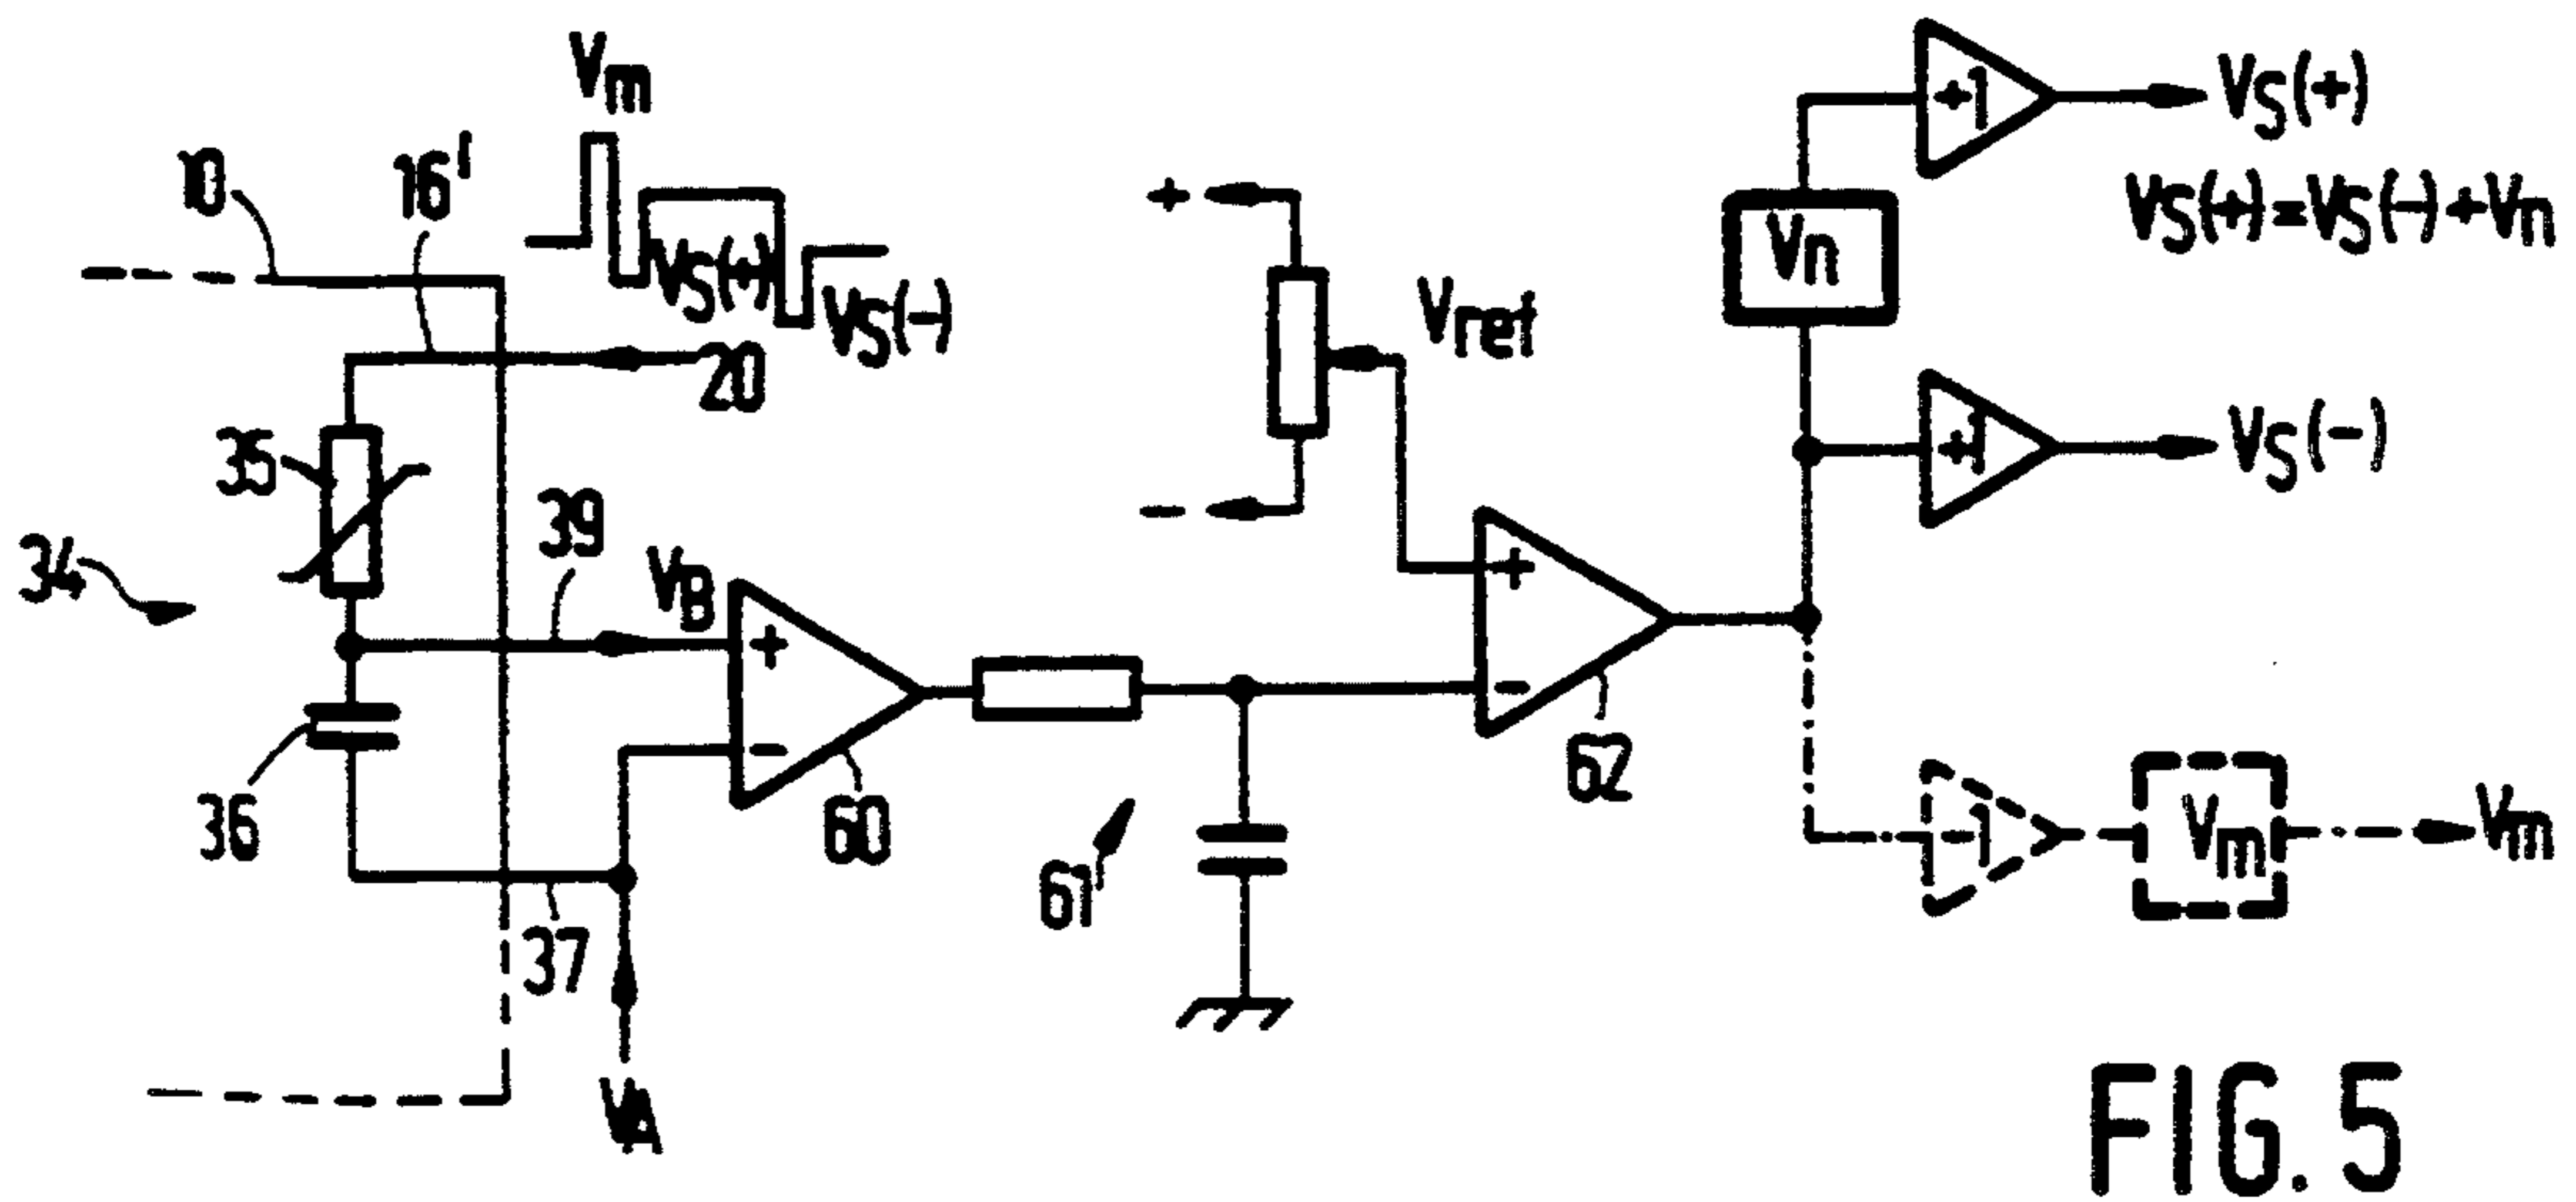 Vm
10
16'
VS(+)
VS(-)
20
35
39
34
VB
+
-
36
60
37
VA
61
+
Vref
-
+
-
62
+1
VS(+)
VS(+)=VS(-)+Vn
Vn
+1
VS(-)
-1
Vm
Vm
FIG. 5